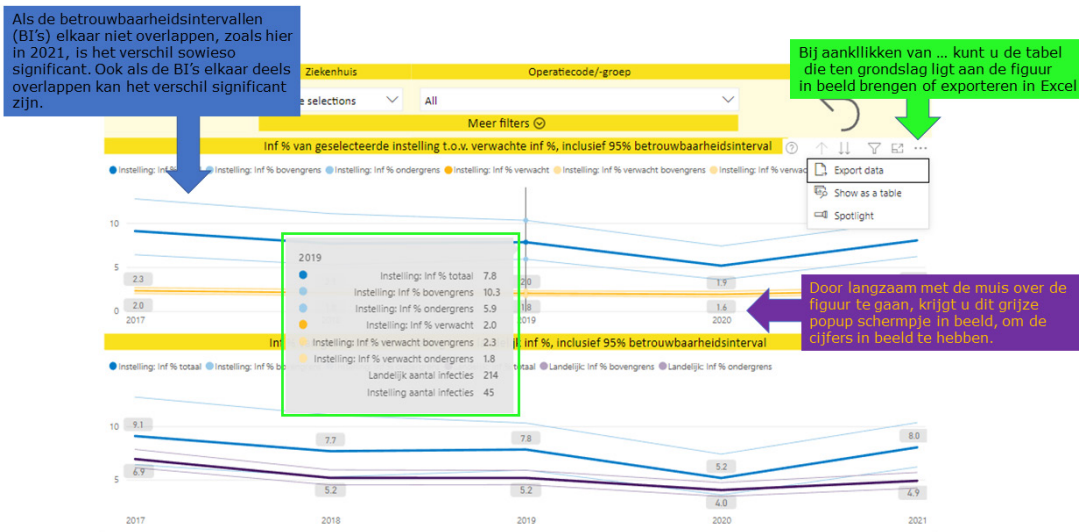 Als de betrouwbaarheidsintervallen
(BI's) elkaar niet overlappen, zoals hier
in 2021, is het verschil sowieso
significant. Ook als de BI's elkaar deels
overlappen kan het verschil significant
zijn.
Bij aankllikken van ... kunt u de tabel
die ten grondslag ligt aan de figuur
in beeld brengen of exporteren in Excel
Ziekenhuis
Operatiecode/-groep
selections
All
Meer filters
Inf % van geselecteerde instelling t.o.v. verwachte inf %, inclusief 95% betrouwbaarheidsinterval
Instelling: Inf % bovengrens Instelling: Inf % ondergrens Instelling: Inf % verwacht Instelling: Inf % verwacht bovengrens Instelling: Inf % verwac
Export data
Show as a table
Spotlight
10
5
0
2.3
2.0
2.0
1.8
1.9
1.6
2017
2019
2020
2019
Instelling: Inf % totaal 7.8
Instelling: Inf % bovengrens 10.3
Instelling: Inf % ondergrens 5.9
Instelling: Inf % verwacht 2.0
Instelling: Inf % verwacht bovengrens 2.3
Instelling: Inf % verwacht ondergrens 1.8
Landelijk aantal infecties 214
Instelling aantal infecties 45
Door langzaam met de muis over de
figuur te gaan, krijgt u dit grijze
popup schermpje in beeld, om de
cijfers in beeld te hebben.
inf %, inclusief 95% betrouwbaarheidsinterval
Instelling: Inf % totaal Instelling: Inf % totaal Landelijk: Inf % bovengrens Landelijk: Inf % ondergrens
10
5
9.1
7.7
7.8
5.2
8.0
6.9
5.2
5.2
4.0
4.9
2017
2018
2019
2020
2021